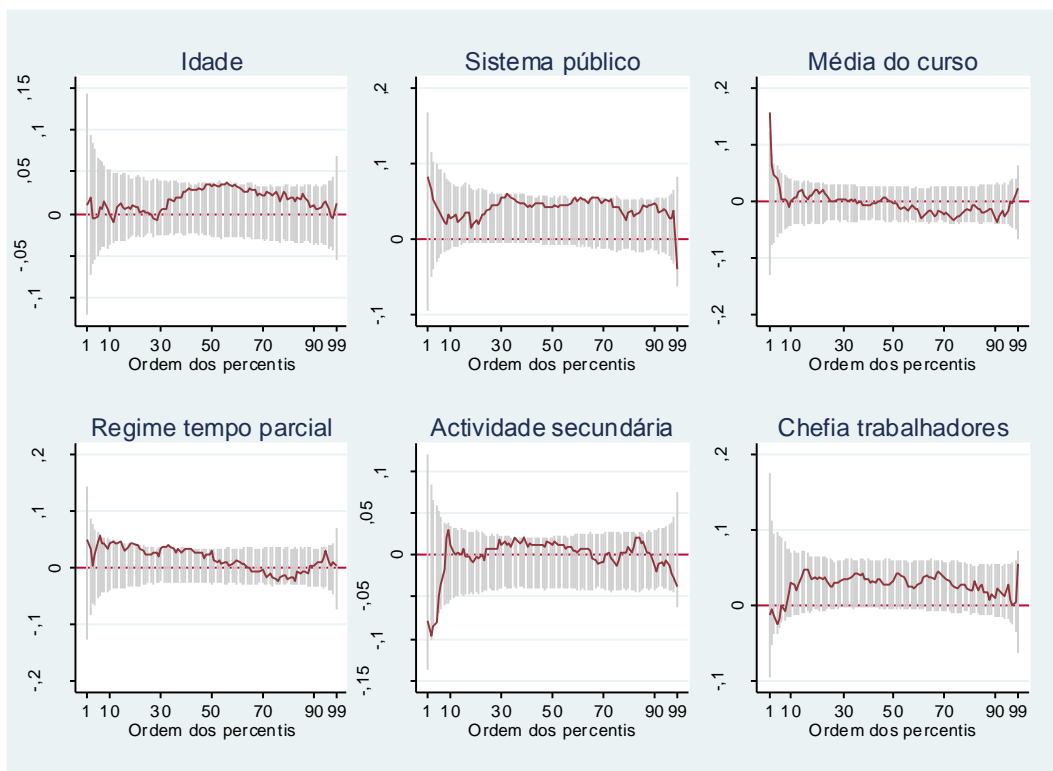 Idade
,15
,1
,05
0
-,05
-,1
1 10 30 50 70 90 99
Ordem dos percentis
Sistema público
,2
,1
0
-,1
1 10 30 50 70 90 99
Ordem dos percentis
Média do curso
,2
,1
0
-,1
-,2
1 10 30 50 70 90 99
Ordem dos percentis
Regime tempo parcial
,2
,1
0
-,1
-,2
1 10 30 50 70 90 99
Ordem dos percentis
Actividade secundária
,1
,05
0
-,05
-,1
-,15
1 10 30 50 70 90 99
Ordem dos percentis
Chefia trabalhadores
,2
,1
0
-,1
1 10 30 50 70 90 99
Ordem dos percentis